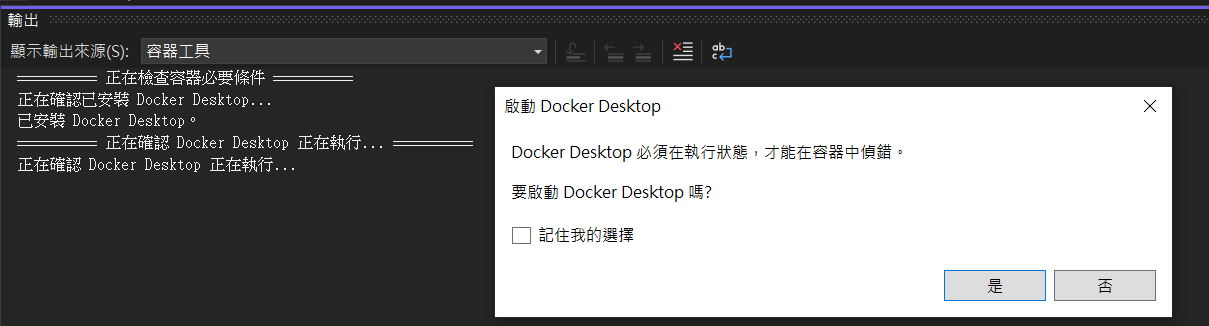 輸出
顯示輸出來源(S): 容器工具
========== 正在檢查容器必要條件 ==========
正在確認已安裝 Docker Desktop...
已安裝 Docker Desktop。
========== 正在確認 Docker Desktop 正在執行... ==========
正在確認 Docker Desktop 正在執行...
啟動 Docker Desktop
Docker Desktop 必須在執行狀態，才能在容器中偵錯。
要啟動 Docker Desktop 嗎?
記住我的選擇
是 否